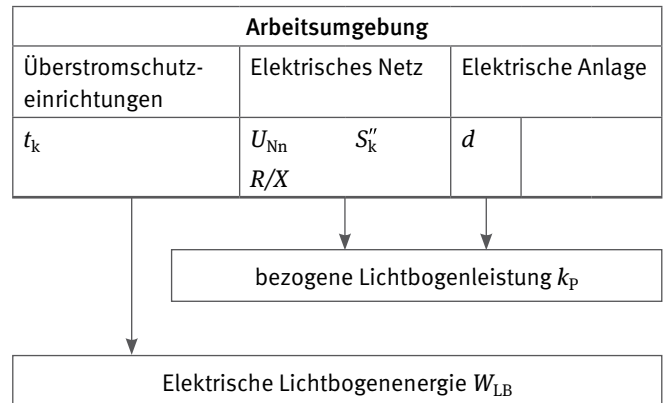 Arbeitsumgebung
Überstromschutz-
einrichtungen
Elektrisches Netz
Elektrische Anlage
t_k
U_Nn S″_k
R/X
d
bezogene Lichtbogenleistung k_P
Elektrische Lichtbogenenergie W_LB